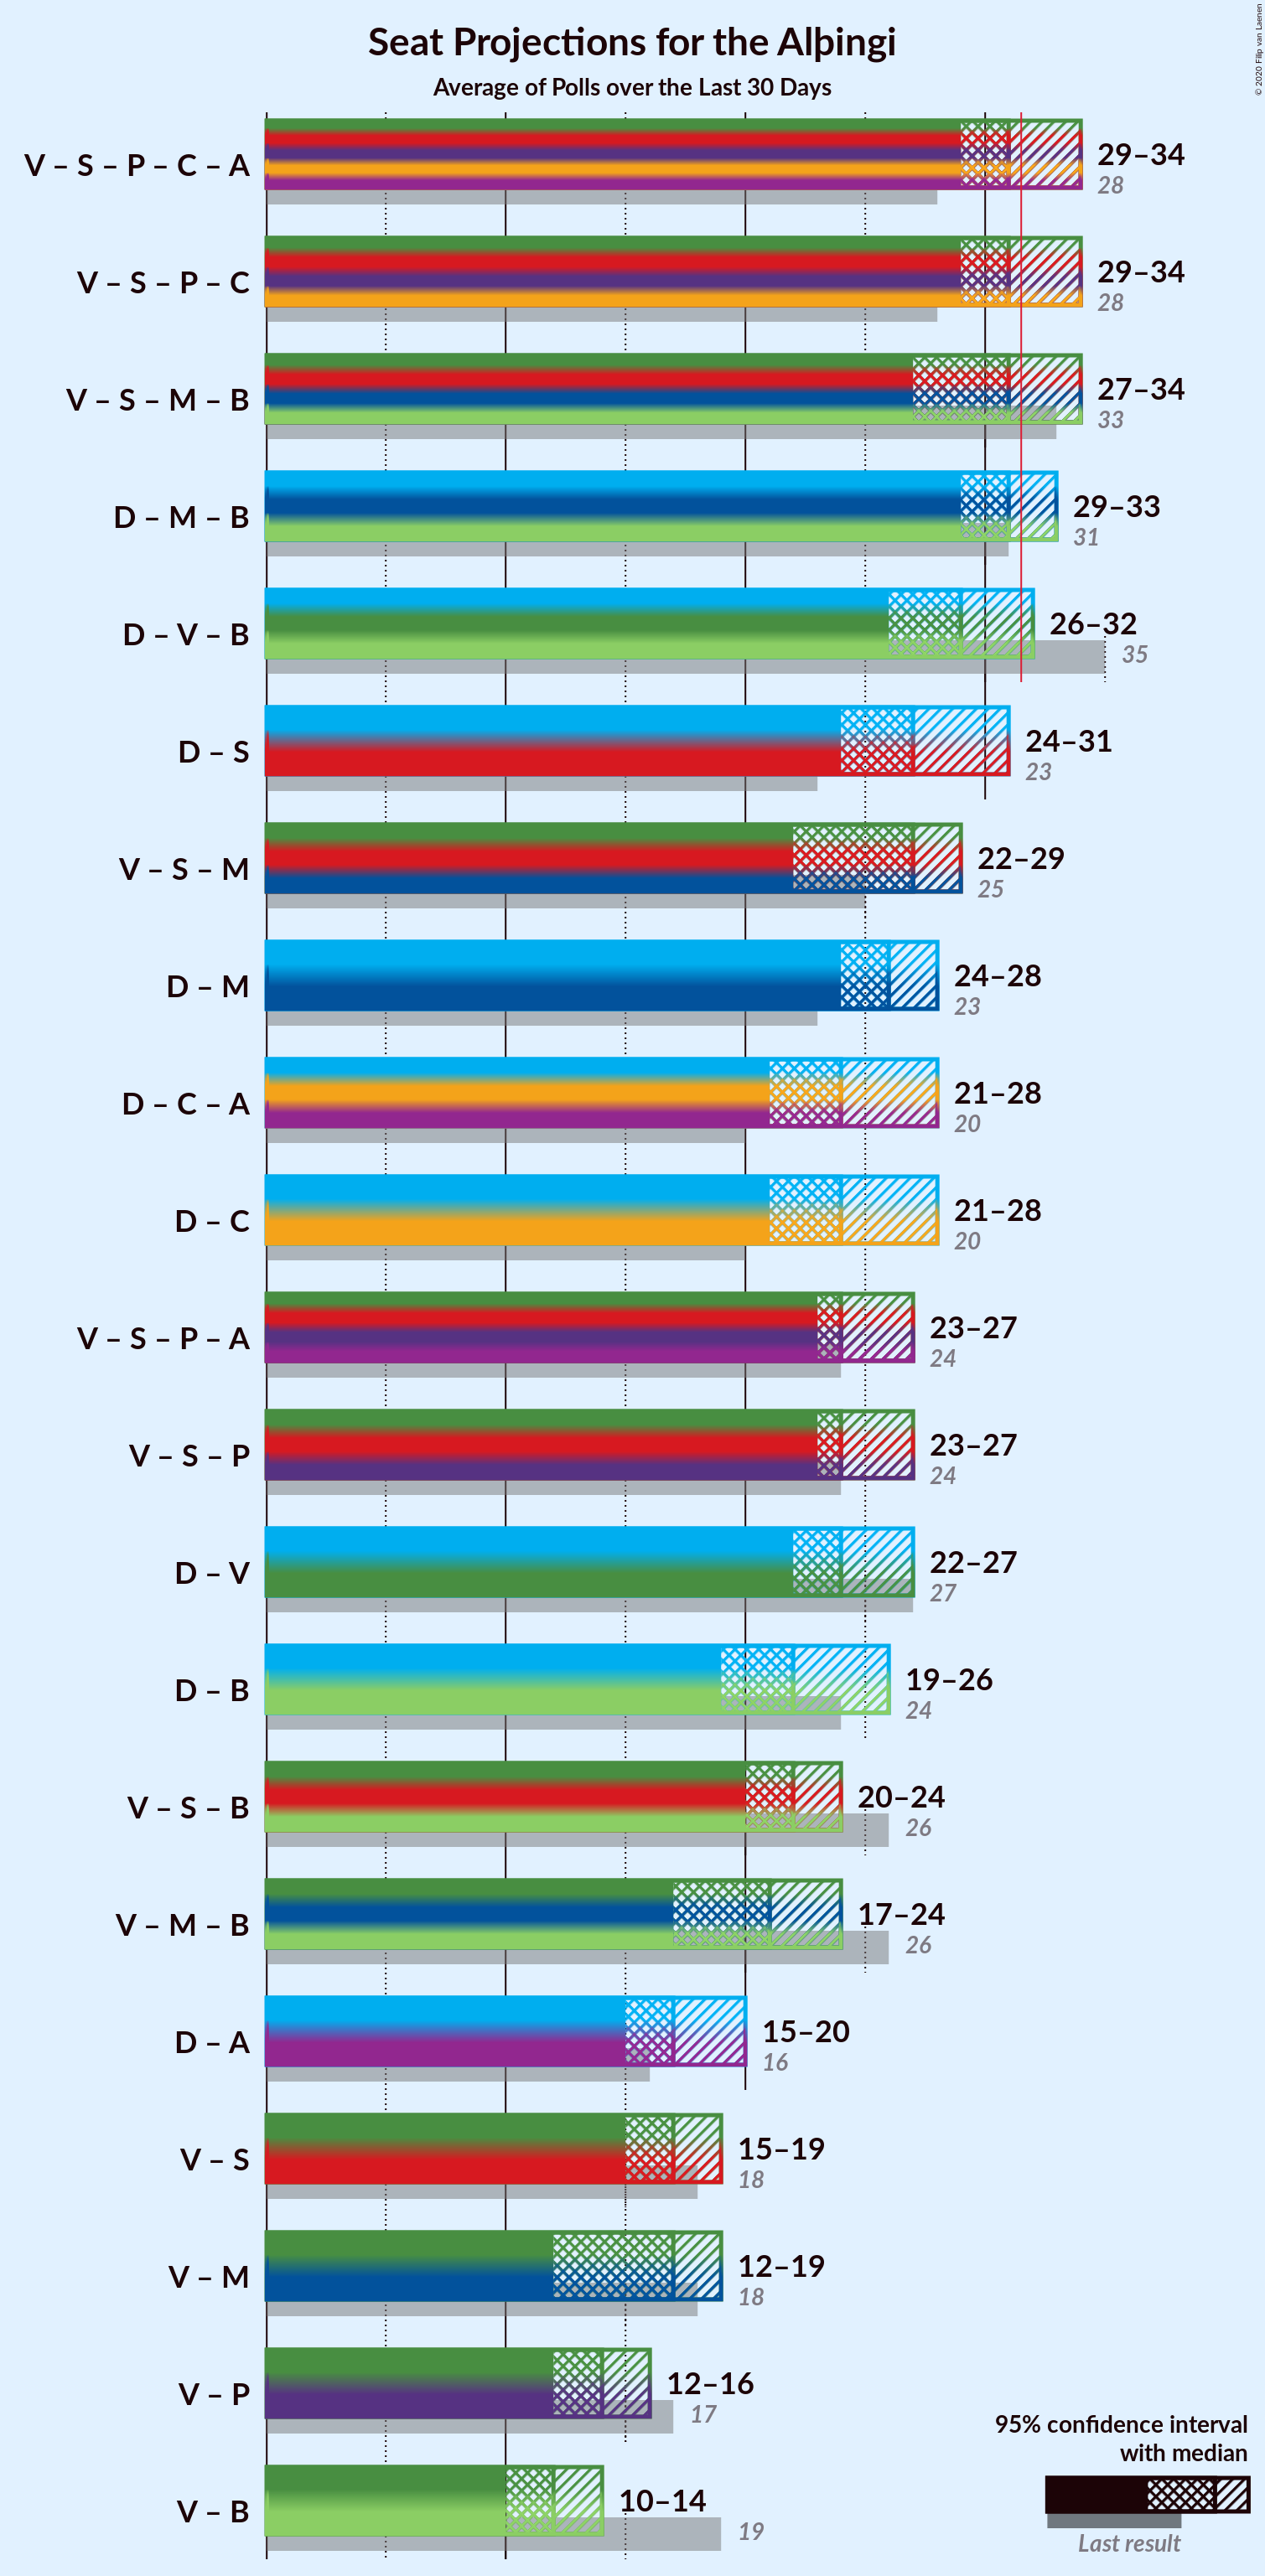 Seat Projections for the Alþingi
Average of Polls over the Last 30 Days
© 2020 Filip van Laenen
V – S – P – C – A
29–34
28
V – S – P – C
29–34
28
V – S – M – B
27–34
33
D – M – B
29–33
31
D – V – B
26–32
35
D – S
24–31
23
V – S – M
22–29
25
D – M
24–28
23
D – C – A
21–28
20
D – C
21–28
20
V – S – P – A
23–27
24
V – S – P
23–27
24
D – V
22–27
27
D – B
19–26
24
V – S – B
20–24
26
V – M – B
17–24
26
D – A
15–20
16
V – S
15–19
18
V – M
12–19
18
V – P
12–16
17
V – B
10–14
19
95% confidence interval
with median
Last result